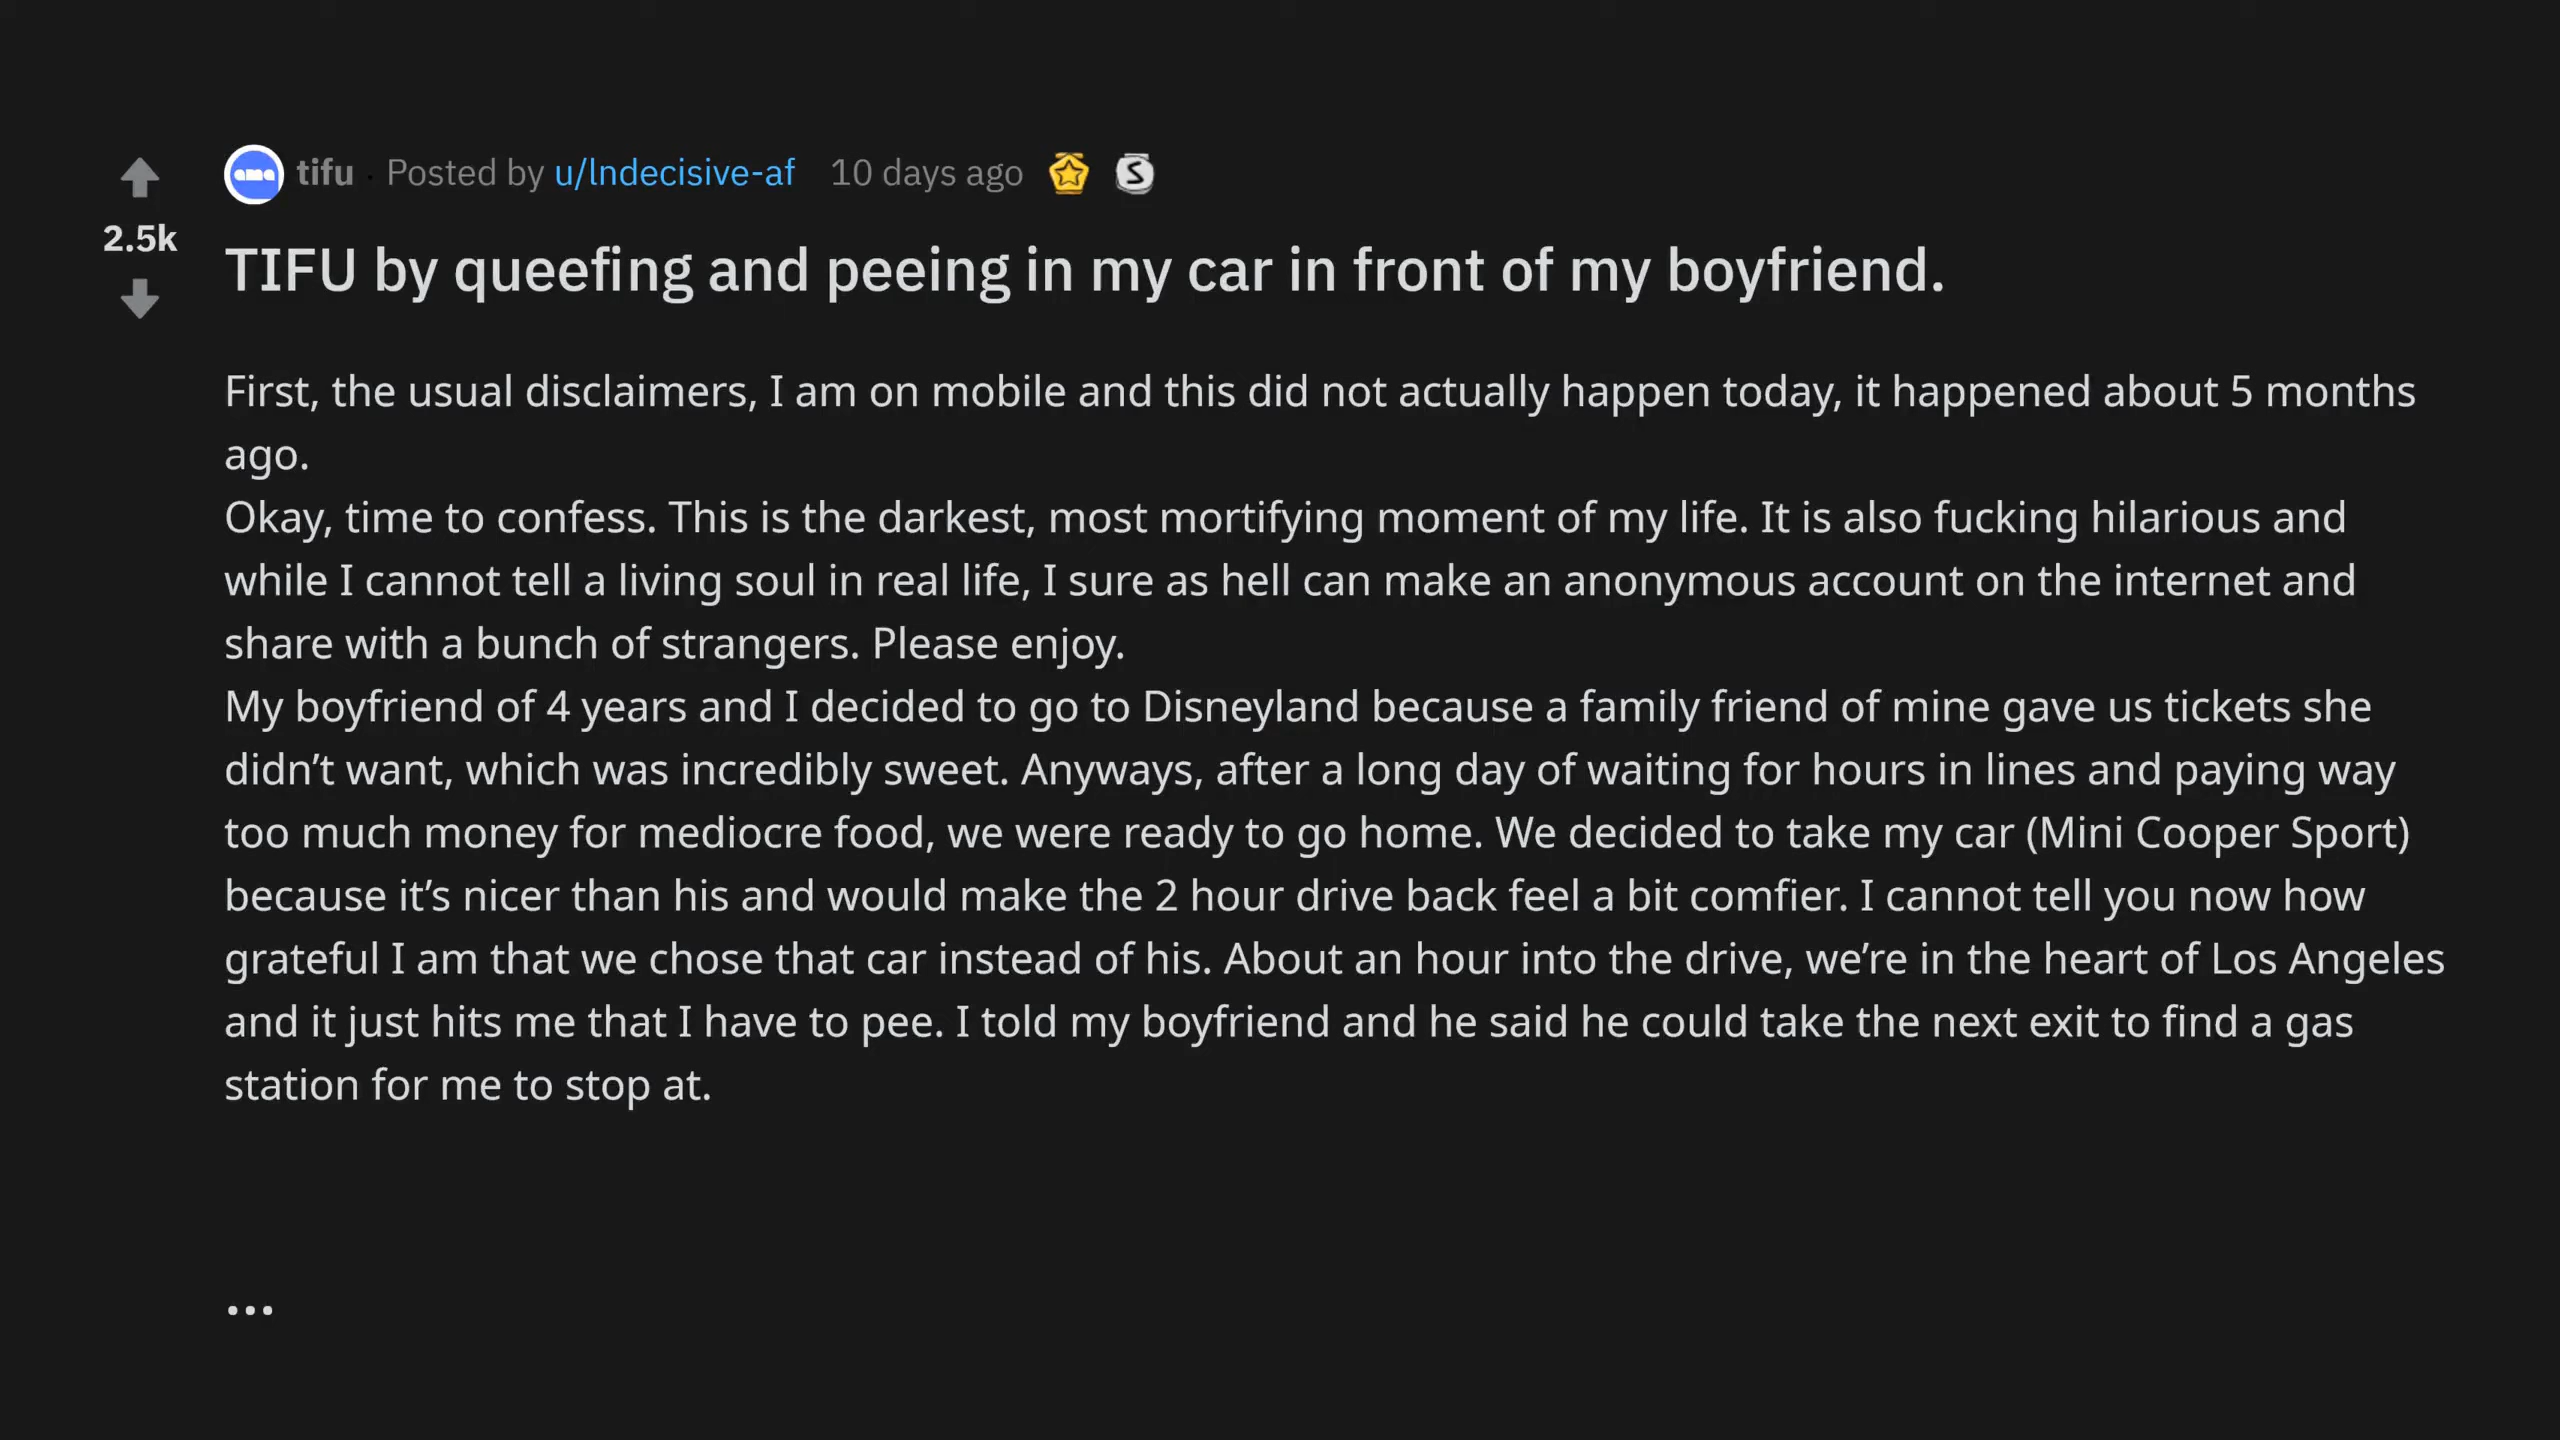 ama tifu · Posted by u/lndecisive-af 10 days ago S
2.5k
TIFU by queefing and peeing in my car in front of my boyfriend.
First, the usual disclaimers, I am on mobile and this did not actually happen today, it happened about 5 months
ago.
Okay, time to confess. This is the darkest, most mortifying moment of my life. It is also fucking hilarious and
while I cannot tell a living soul in real life, I sure as hell can make an anonymous account on the internet and
share with a bunch of strangers. Please enjoy.
My boyfriend of 4 years and I decided to go to Disneyland because a family friend of mine gave us tickets she
didn’t want, which was incredibly sweet. Anyways, after a long day of waiting for hours in lines and paying way
too much money for mediocre food, we were ready to go home. We decided to take my car (Mini Cooper Sport)
because it’s nicer than his and would make the 2 hour drive back feel a bit comfier. I cannot tell you now how
grateful I am that we chose that car instead of his. About an hour into the drive, we’re in the heart of Los Angeles
and it just hits me that I have to pee. I told my boyfriend and he said he could take the next exit to find a gas
station for me to stop at.
...